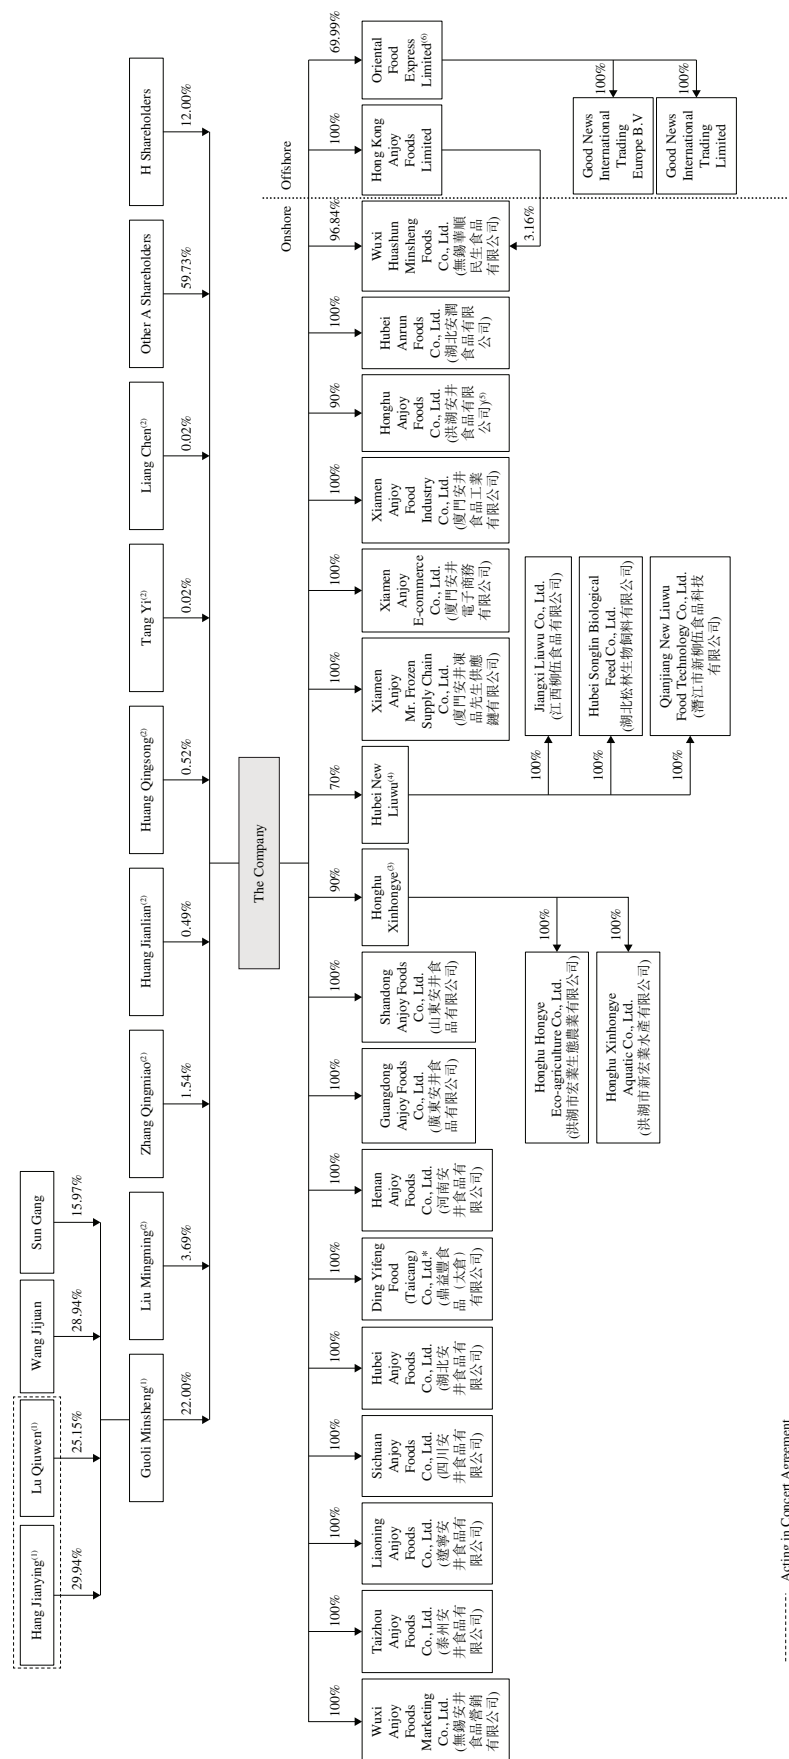 Hang Jianying(1)
Lu Qiuwen(1)
Wang Jijuan
Sun Gang
29.94%
25.15%
28.94%
15.97%
Guoli Minsheng(1)
Liu Mingming(2)
Zhang Qingmiao(2)
Huang Jianlian(2)
Huang Qingsong(2)
Tang Yi(2)
Liang Chen(2)
Other A Shareholders
H Shareholders
22.00%
3.69%
1.54%
0.49%
0.52%
0.02%
0.02%
59.73%
12.00%
The Company
Onshore
Offshore
100%
100%
100%
100%
100%
100%
100%
100%
100%
90%
70%
100%
100%
100%
90%
100%
96.84%
100%
69.99%
Wuxi
Anjoy
Foods
Marketing
Co., Ltd.
(無錫安井
食品營銷
有限公司)
Taizhou
Anjoy
Foods
Co., Ltd.
(泰州安
井食品有
限公司)
Liaoning
Anjoy
Foods
Co., Ltd.
(遼寧安
井食品有
限公司)
Sichuan
Anjoy
Foods
Co., Ltd.
(四川安
井食品有
限公司)
Hubei
Anjoy
Foods
Co., Ltd.
(湖北安
井食品有
限公司)
Ding Yifeng
Food
(Taicang)
Co., Ltd.*
(鼎益豐食
品（太倉）
有限公司)
Henan
Anjoy
Foods
Co., Ltd.
(河南安
井食品有
限公司)
Guangdong
Anjoy Foods
Co., Ltd.
(廣東安井食
品有限公司)
Shandong
Anjoy Foods
Co., Ltd.
(山東安井食
品有限公司)
Honghu
Xinhongye(3)
Hubei New
Liuwu(4)
Xiamen
Anjoy
Mr. Frozen
Supply Chain
Co., Ltd.
(廈門安井凍
品先生供應
鏈有限公司)
Xiamen
Anjoy
E-commerce
Co., Ltd.
(廈門安井
電子商務
有限公司)
Xiamen
Anjoy
Food
Industry
Co., Ltd.
(廈門安井
食品工業
有限公司)
Honghu
Anjoy
Foods
Co., Ltd.
(洪湖安井
食品有限
公司)(5)
Hubei
Anrun
Foods
Co., Ltd.
(湖北安潤
食品有限
公司)
Wuxi
Huashun
Minsheng
Foods
Co., Ltd.
(無錫華順
民生食品
有限公司)
Hong Kong
Anjoy
Foods
Limited
Oriental
Food
Express
Limited(6)
3.16%
100%
Honghu Hongye
Eco-agriculture Co., Ltd.
(洪湖市宏業生態農業有限公司)
100%
Honghu Xinhongye
Aquatic Co., Ltd.
(洪湖市新宏業水產有限公司)
100%
Jiangxi Liuwu Co., Ltd.
(江西柳伍食品有限公司)
100%
Hubei Songlin Biological
Feed Co., Ltd.
(湖北松林生物飼料有限公司)
100%
Qianjiang New Liuwu
Food Technology Co., Ltd.
(潛江市新柳伍食品科技
有限公司)
100%
Good News
International
Trading
Europe B.V
100%
Good News
International
Trading
Limited
Acting in Concert Agreement